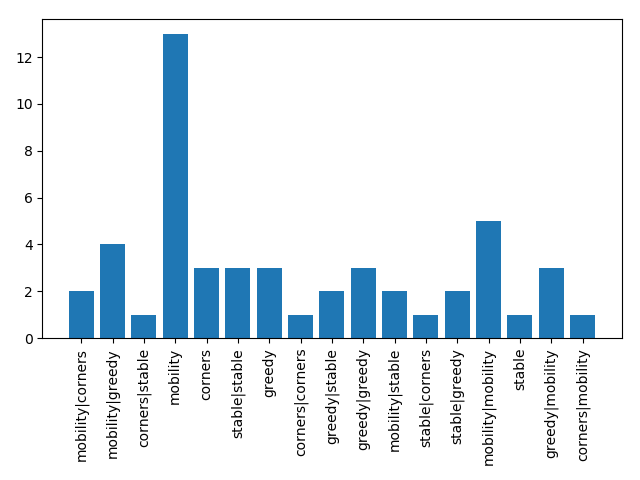 12
10
8
6
4
2
0
mobility|corners
mobility|greedy
corners|stable
mobility
corners
stable|stable
greedy
corners|corners
greedy|stable
greedy|greedy
mobility|stable
stable|corners
stable|greedy
mobility|mobility
stable
greedy|mobility
corners|mobility